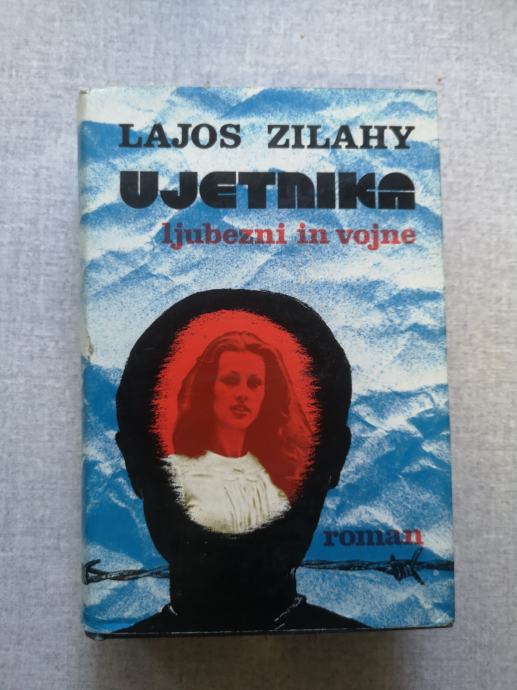 LAJOS ZILAHY
UJETNIKA
ljubezni in vojne
roman